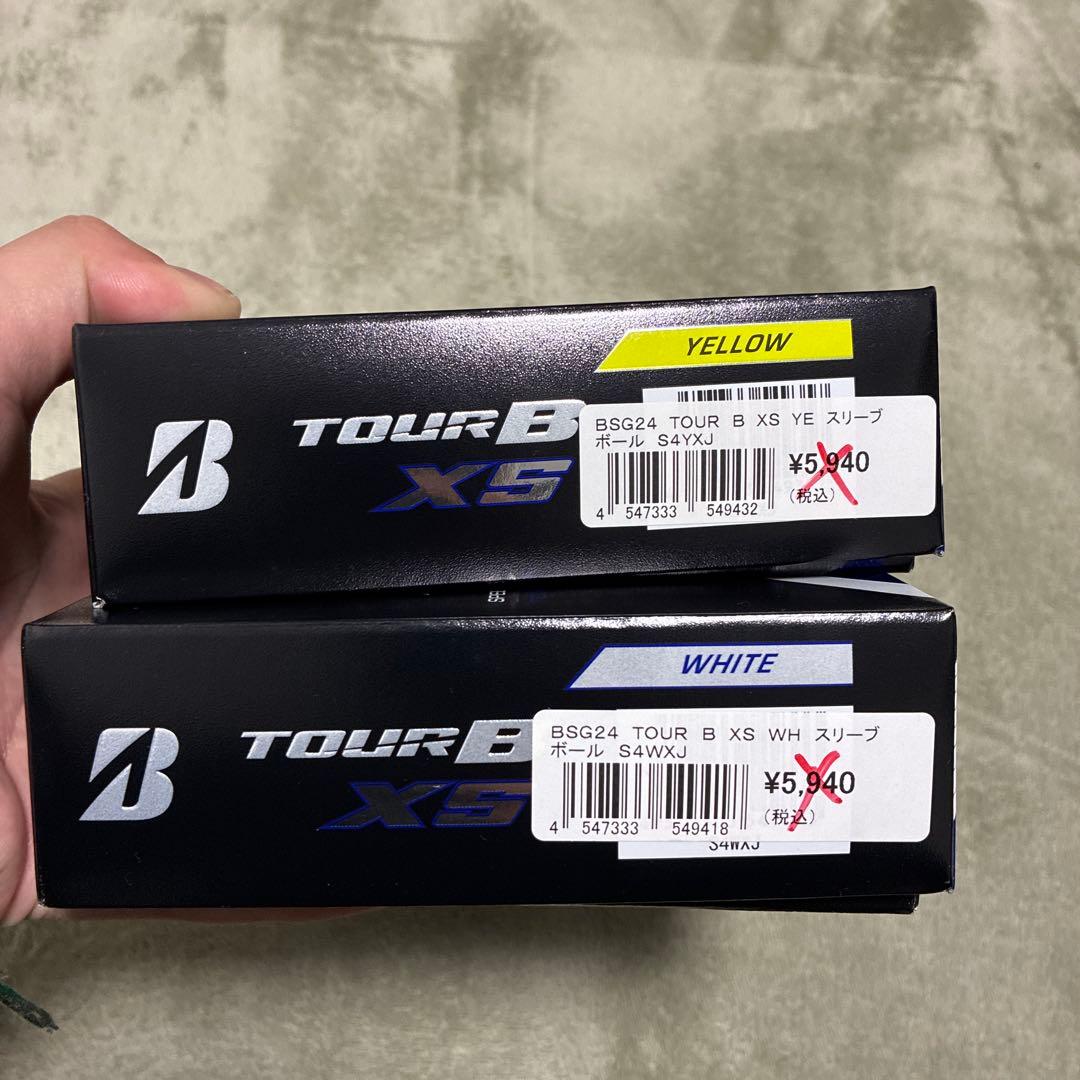 YELLOW
TOUR B
XS
BSG24 TOUR B XS YE スリーブ
ボール S4YXJ
¥5,940
(税込)
4 547333 549432
WHITE
TOUR B
XS
BSG24 TOUR B XS WH スリーブ
ボール S4WXJ
¥5,940
(税込)
4 547333 549418
S4WXJ